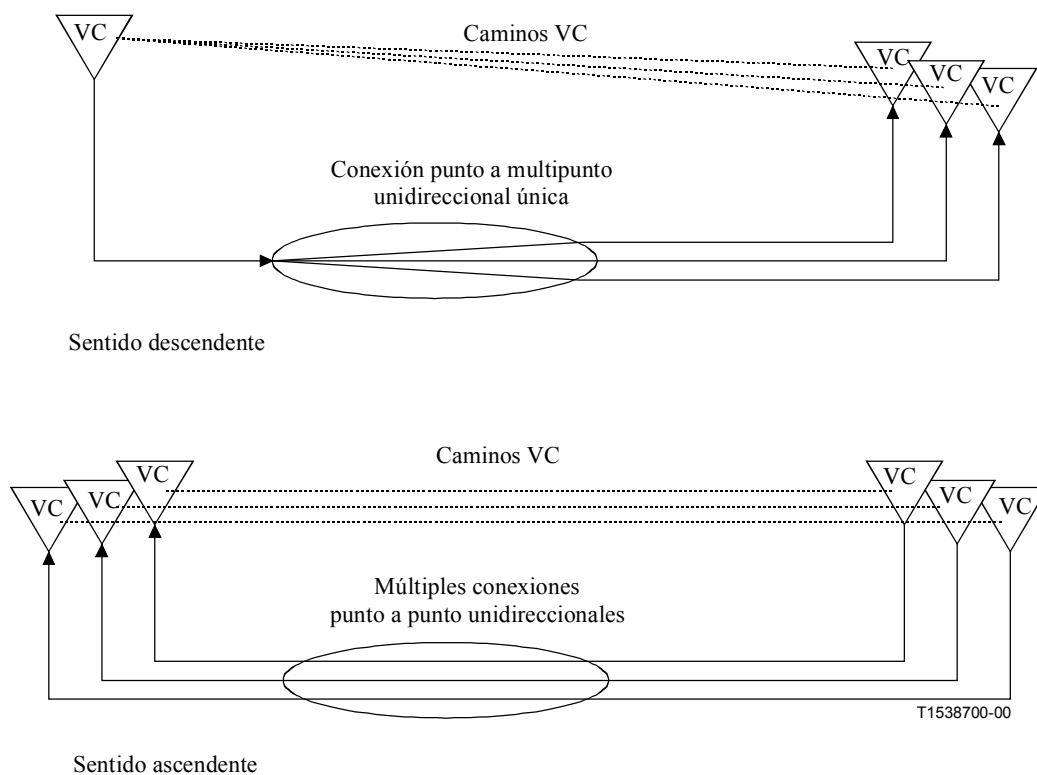 VC
Caminos VC
VC
VC
VC
Conexión punto a multipunto
unidireccional única
Sentido descendente
Caminos VC
VC
VC
VC
VC
VC
VC
Múltiples conexiones
punto a punto unidireccionales
T1538700-00
Sentido ascendente